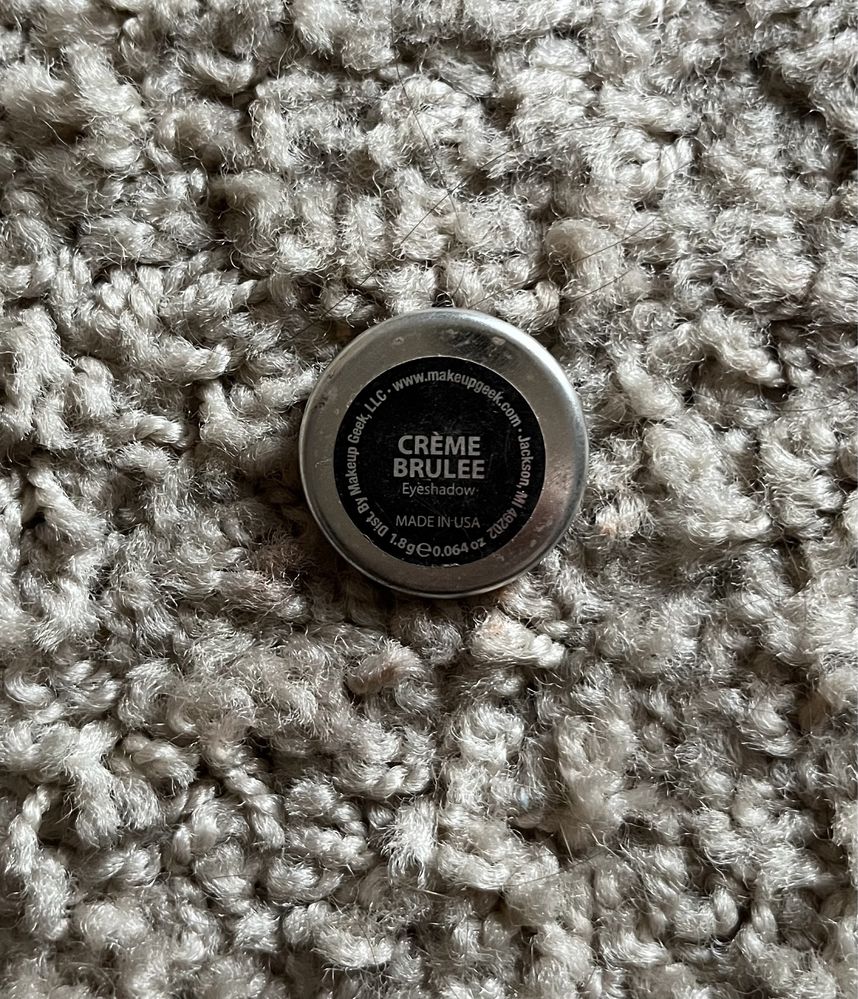 Dist. By Makeup Geek, LLC · www.makeupgeek.com · Jackson, MI 49202
CRÈME
BRULEE
Eyeshadow
MADE IN USA
1.8 g ℮ 0.064 oz